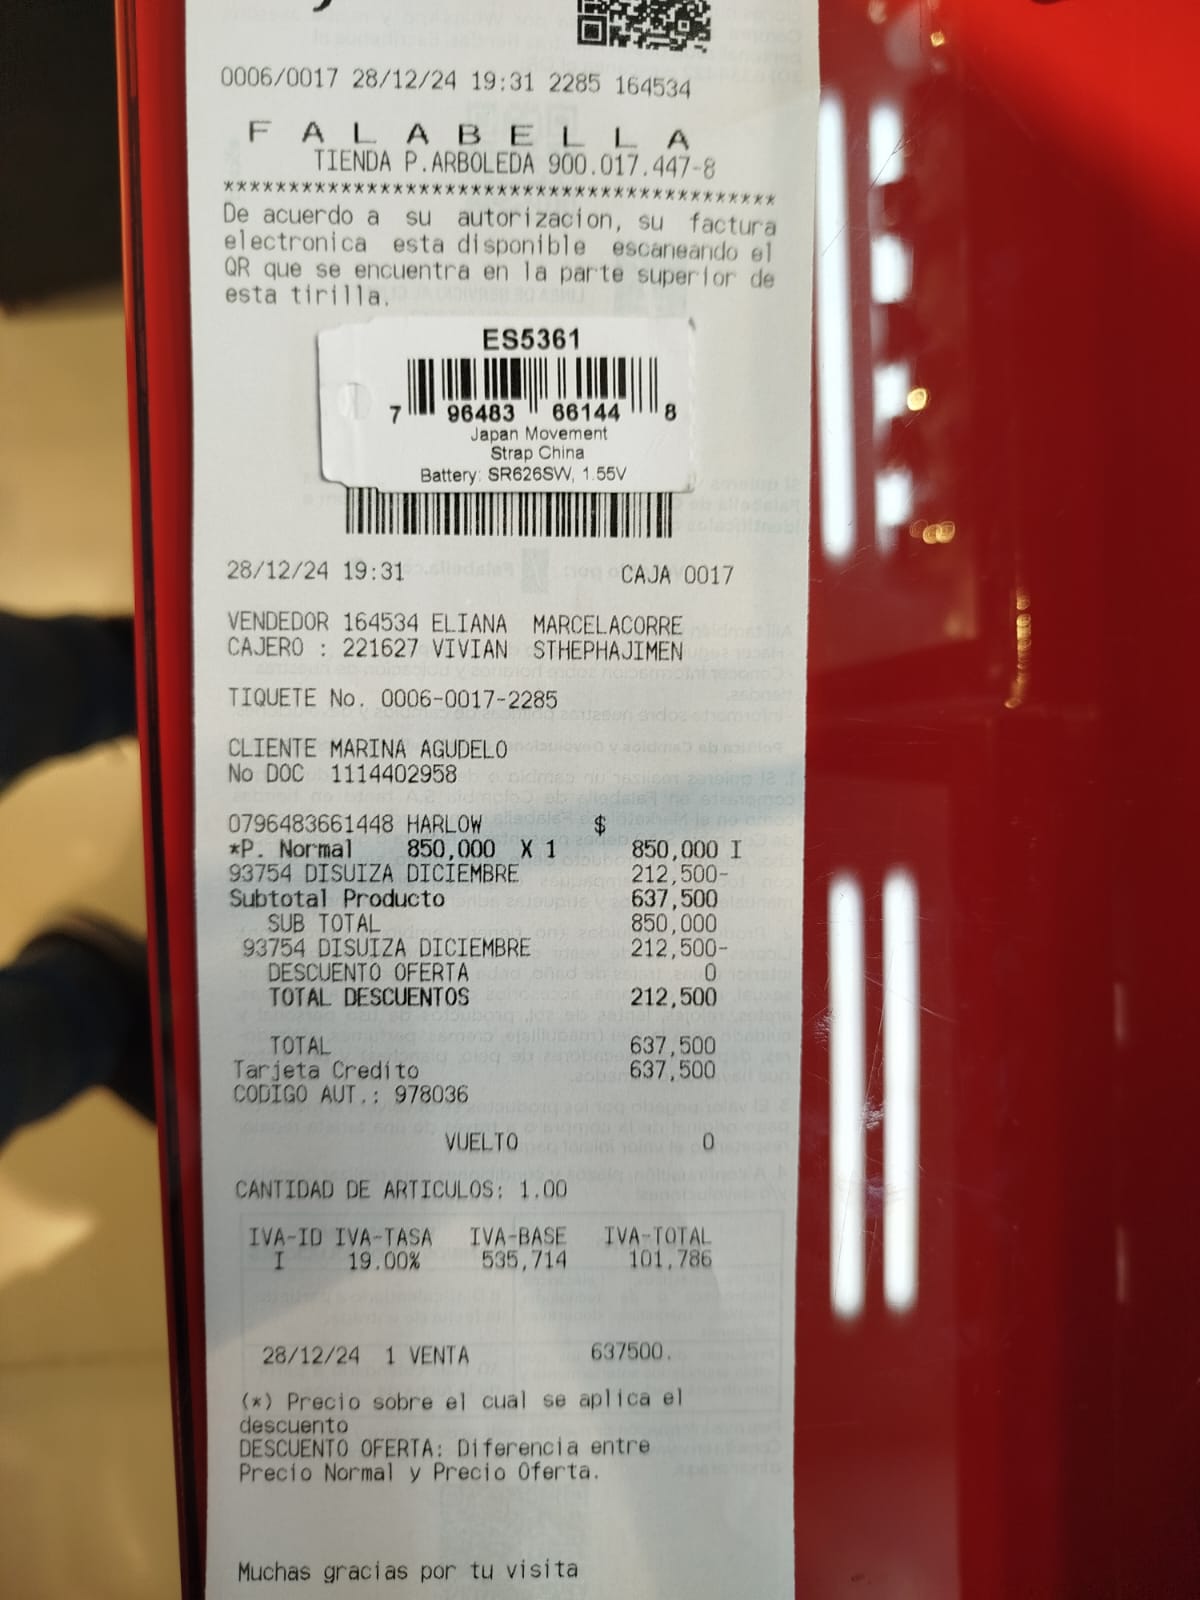 0006/0017 28/12/24 19:31 2285 164534
F A L A B E L L A
TIENDA P.ARBOLEDA 900.017.447-8
******************************************
De acuerdo a su autorizacion, su factura
electronica esta disponible escaneando el
QR que se encuentra en la parte superior de
esta tirilla.
ES5361
7 96483 66144 8
Japan Movement
Strap China
Battery: SR626SW, 1.55V
28/12/24 19:31 CAJA 0017
VENDEDOR 164534 ELIANA MARCELACORRE
CAJERO : 221627 VIVIAN STHEPHAJIMEN
TIQUETE No. 0006-0017-2285
CLIENTE MARINA AGUDELO
No DOC 1114402958
0796483661448 HARLOW $
*P. Normal 850,000 X 1 850,000 I
93754 DISUIZA DICIEMBRE 212,500-
Subtotal Producto 637,500
SUB TOTAL 850,000
93754 DISUIZA DICIEMBRE 212,500-
DESCUENTO OFERTA 0
TOTAL DESCUENTOS 212,500
TOTAL 637,500
Tarjeta Credito 637,500
CODIGO AUT.: 978036
VUELTO 0
CANTIDAD DE ARTICULOS: 1.00
IVA-ID IVA-TASA IVA-BASE IVA-TOTAL
I 19.00% 535,714 101,786
28/12/24 1 VENTA 637500.
(*) Precio sobre el cual se aplica el
descuento
DESCUENTO OFERTA: Diferencia entre
Precio Normal y Precio Oferta.
Muchas gracias por tu visita